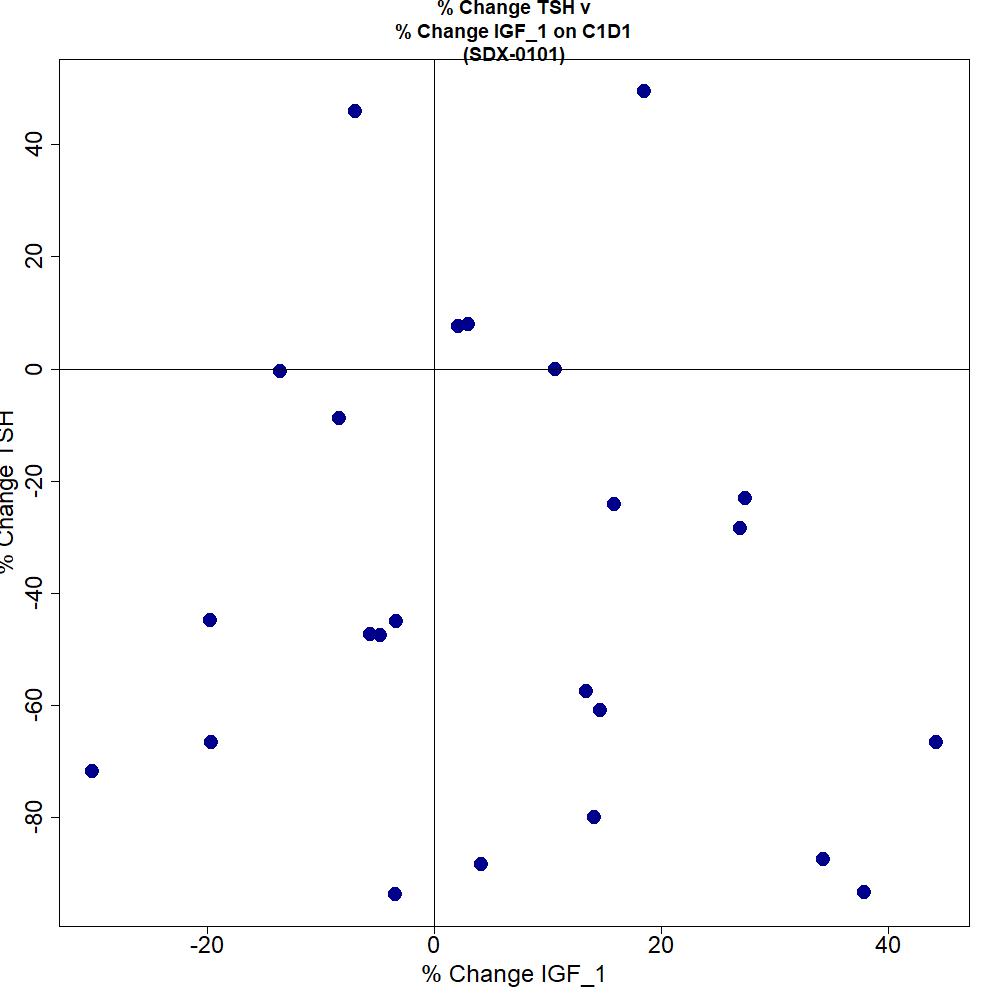 % Change TSH v
% Change IGF_1 on C1D1
(SDX-0101)
40
20
0
-20
-40
-60
-80
% Change TSH
-20 0 20 40
% Change IGF_1